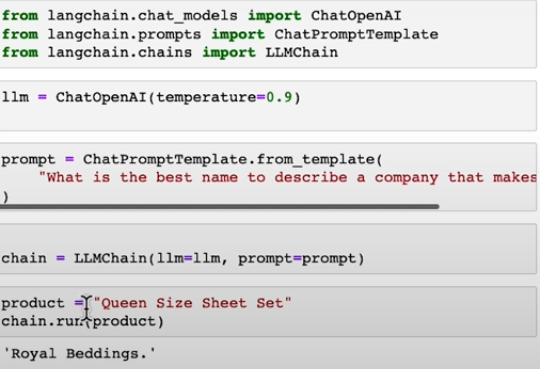 from langchain.chat_models import ChatOpenAI
from langchain.prompts import ChatPromptTemplate
from langchain.chains import LLMChain
llm = ChatOpenAI(temperature=0.9)
prompt = ChatPromptTemplate.from_template(
"What is the best name to describe a company that makes
)
chain = LLMChain(llm=llm, prompt=prompt)
product = "Queen Size Sheet Set"
chain.run(product)
'Royal Beddings.'